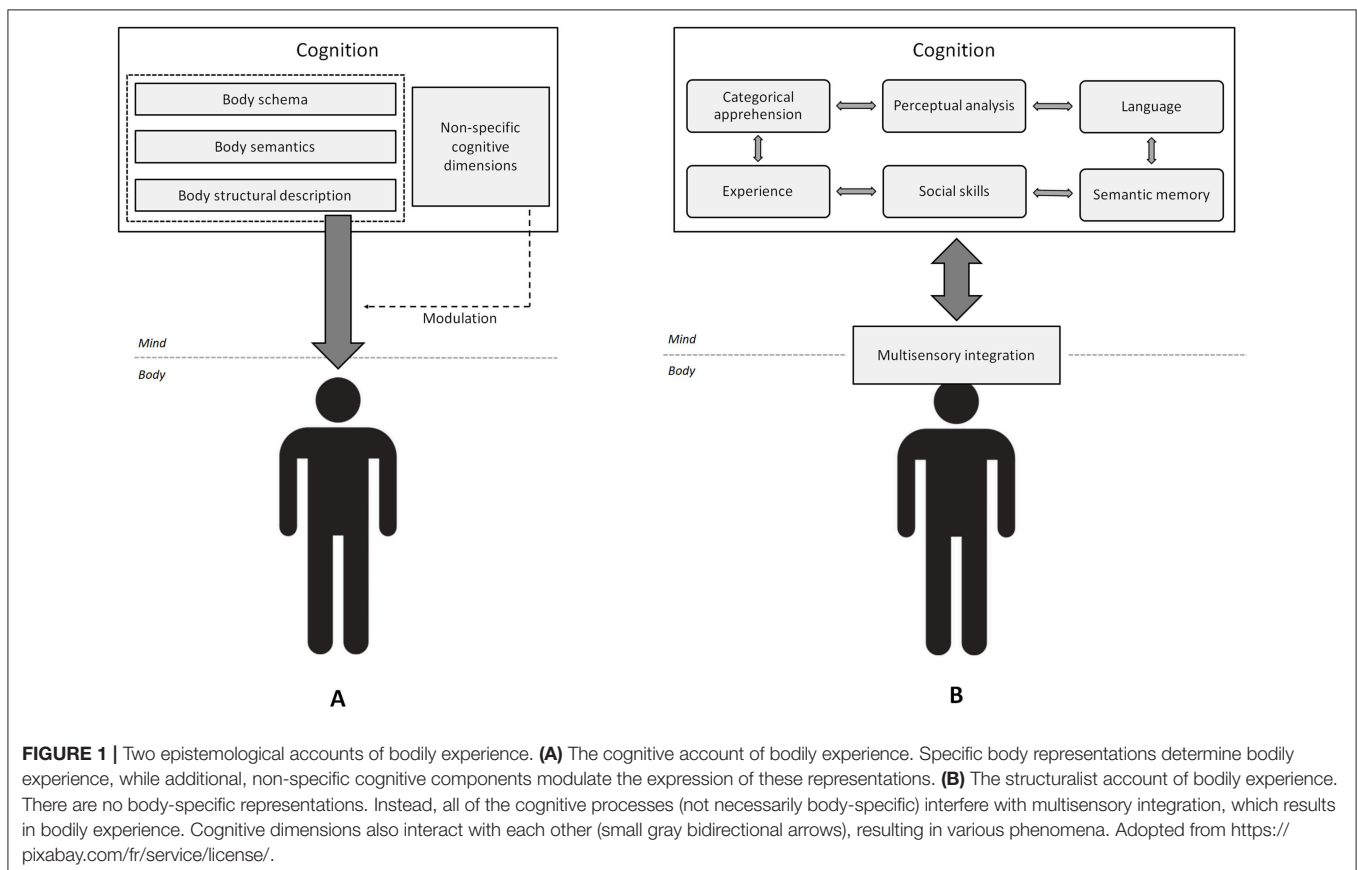 Cognition
Body schema
Body semantics
Body structural description
Non-specific
cognitive
dimensions
Modulation
Mind
Body
A
Cognition
Categorical
apprehension
Perceptual analysis
Language
Experience
Social skills
Semantic memory
Mind
Body
Multisensory integration
B
FIGURE 1 | Two epistemological accounts of bodily experience. (A) The cognitive account of bodily experience. Specific body representations determine bodily
experience, while additional, non-specific cognitive components modulate the expression of these representations. (B) The structuralist account of bodily experience.
There are no body-specific representations. Instead, all of the cognitive processes (not necessarily body-specific) interfere with multisensory integration, which results
in bodily experience. Cognitive dimensions also interact with each other (small gray bidirectional arrows), resulting in various phenomena. Adopted from https://
pixabay.com/fr/service/license/.